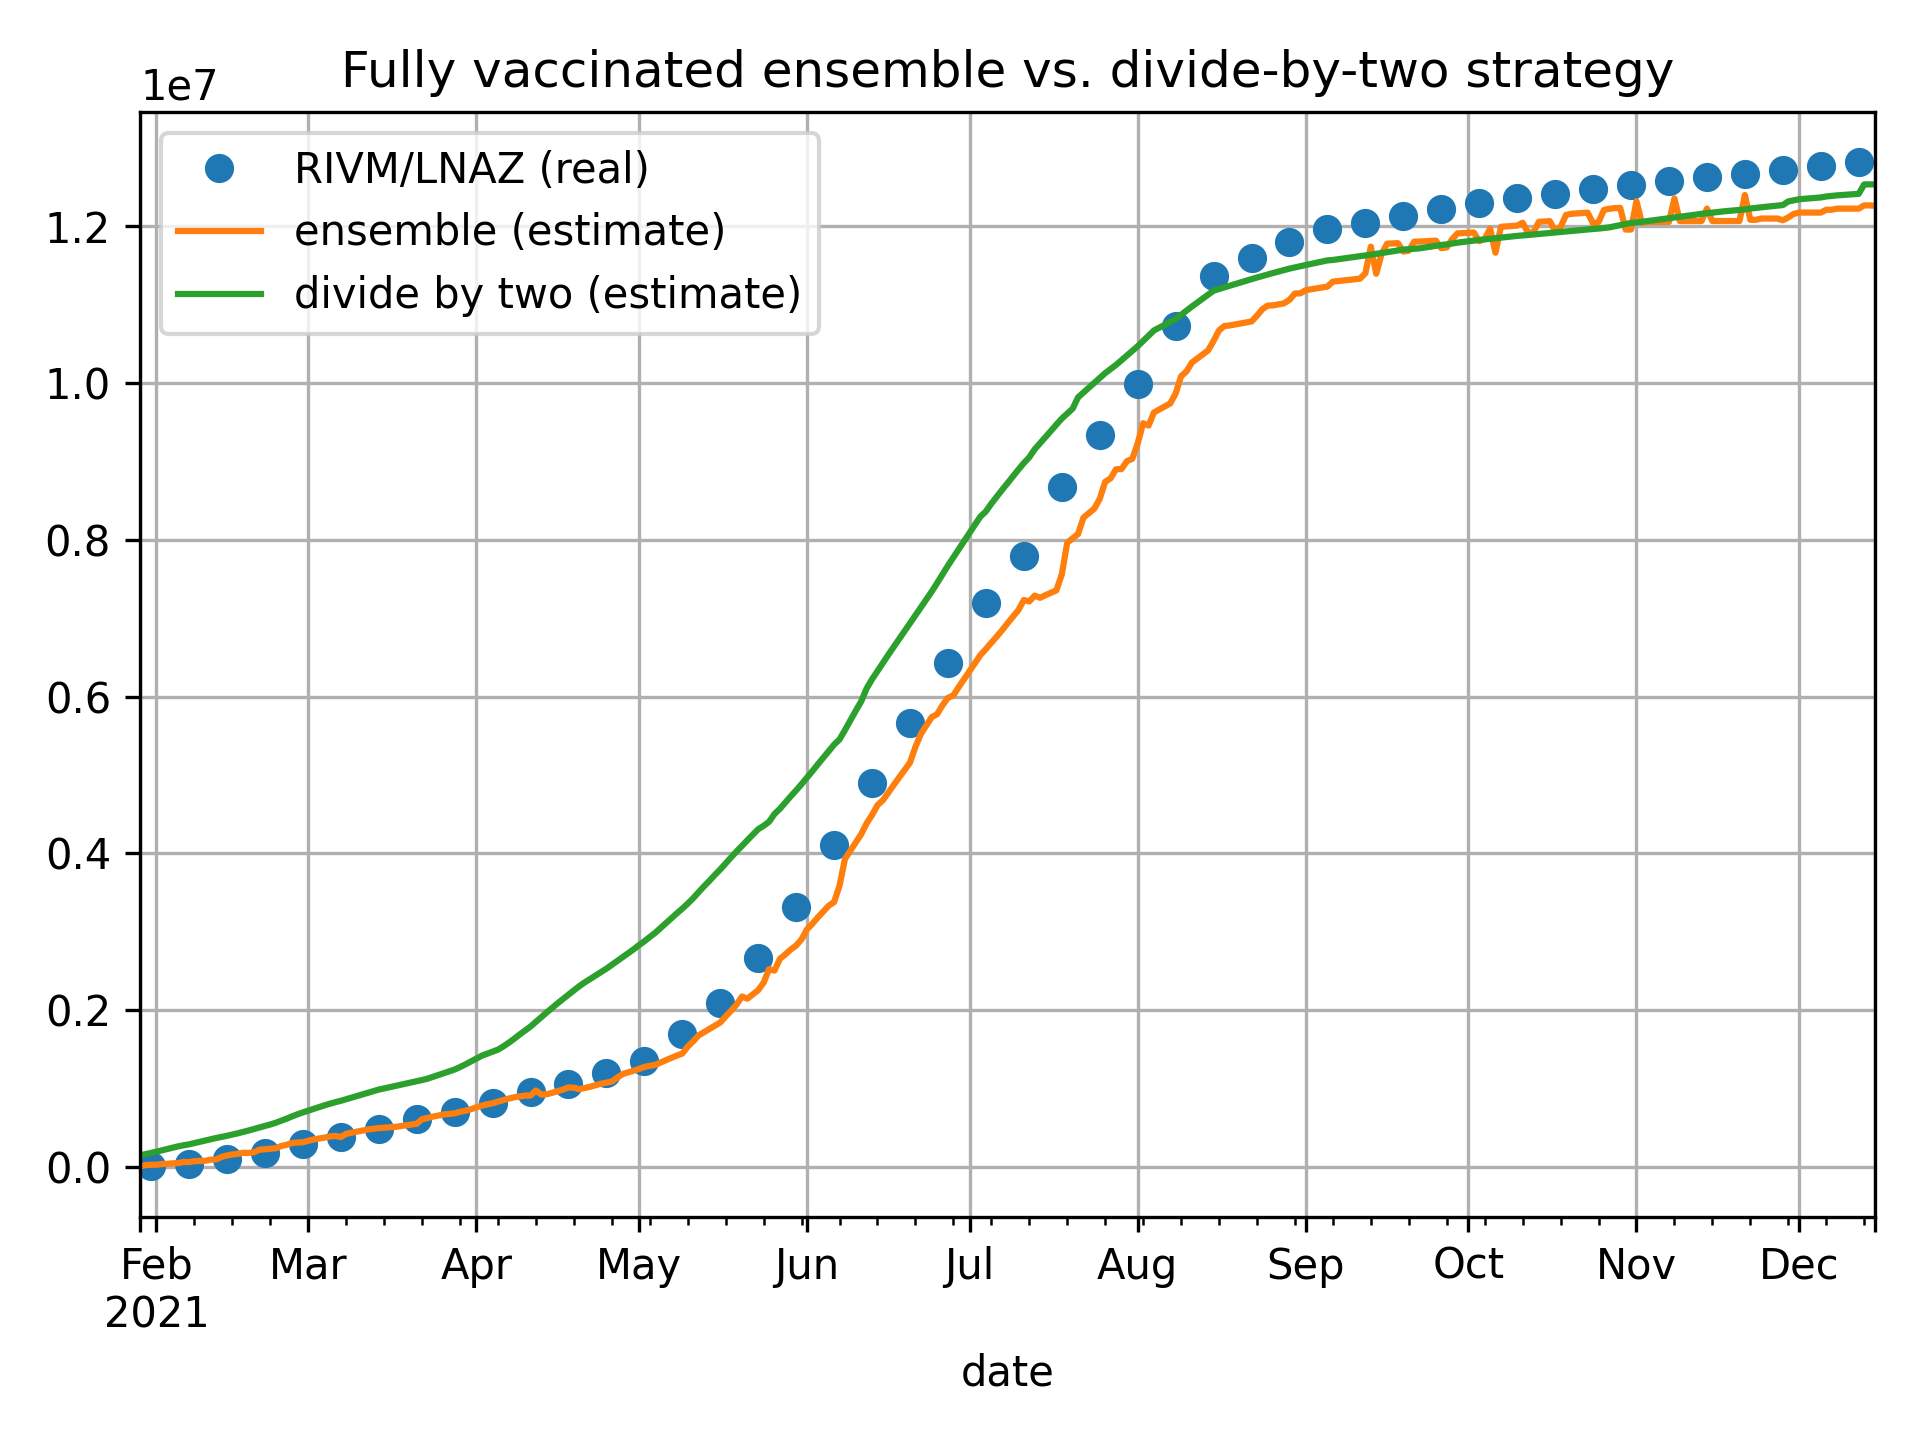 Fully vaccinated ensemble vs. divide-by-two strategy
1e7
RIVM/LNAZ (real)
ensemble (estimate)
divide by two (estimate)
1.2
1.0
0.8
0.6
0.4
0.2
0.0
Feb Mar Apr May Jun Jul Aug Sep Oct Nov Dec
2021
date